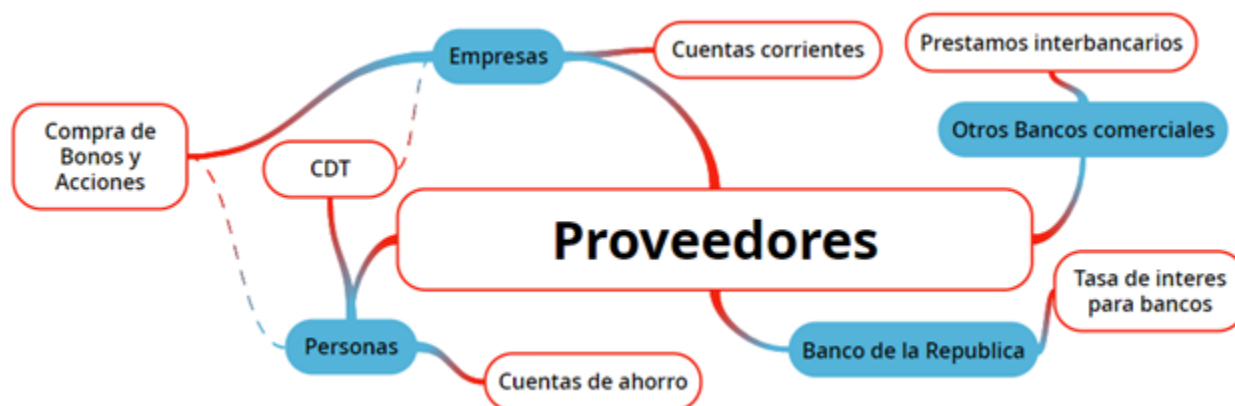 Prestamos interbancarios
Empresas
Cuentas corrientes
Otros Bancos comerciales
Compra de
Bonos y
Acciones
CDT
Proveedores
Tasa de interes
para bancos
Personas
Banco de la Republica
Cuentas de ahorro